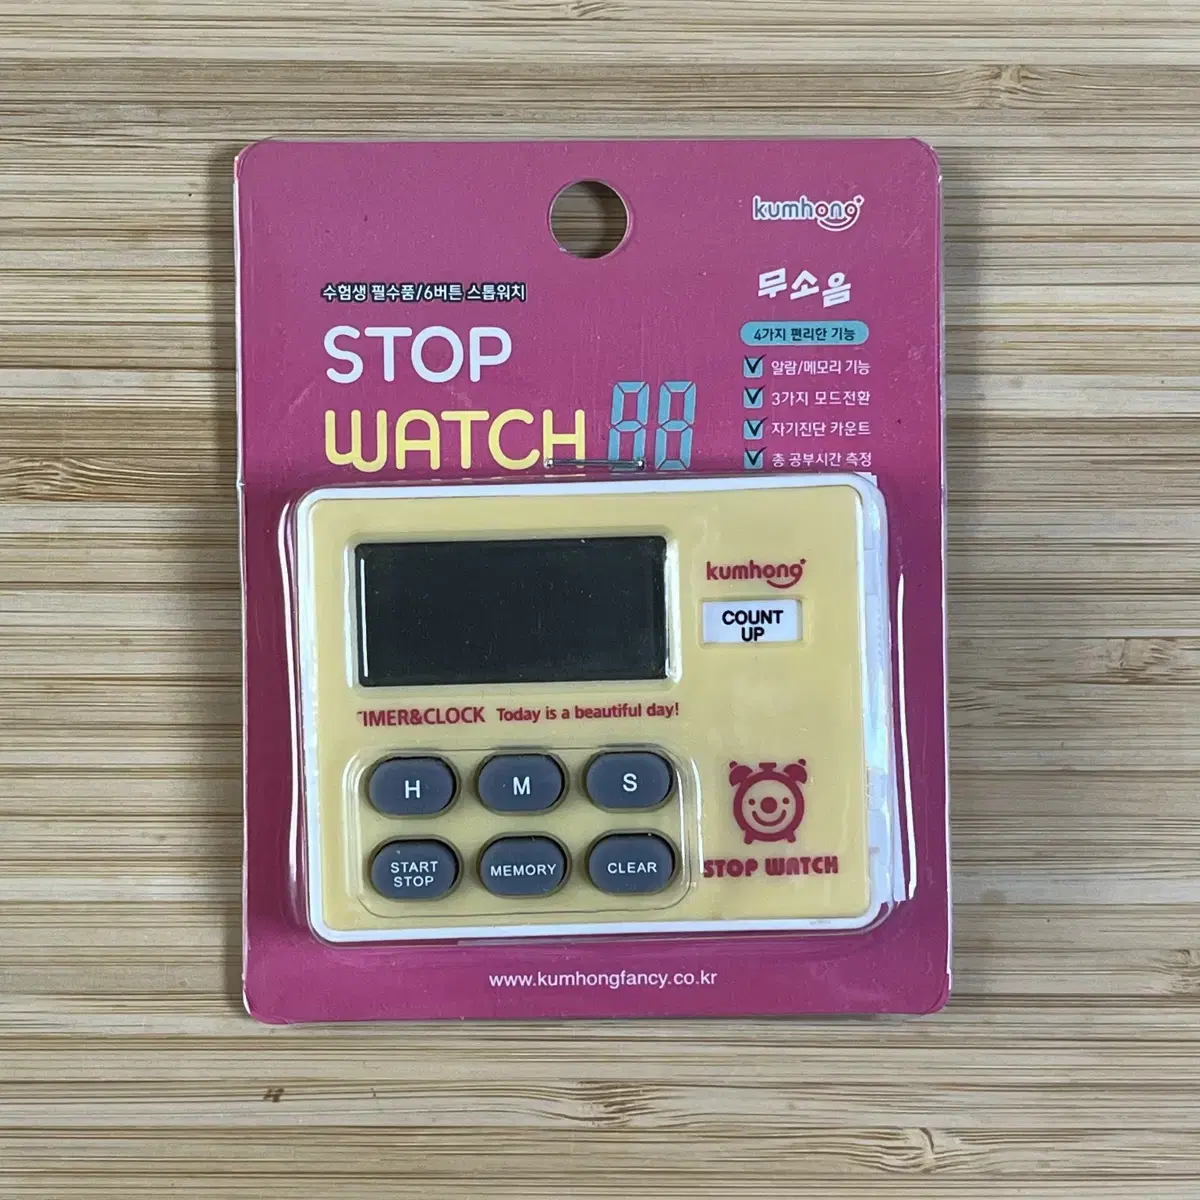 kumhong
수험생 필수품/6버튼 스톱워치
무소음
STOP
WATCH 88
4가지 편리한 기능
알람/메모리 기능
3가지 모드전환
자기진단 카운트
총 공부시간 측정
kumhong
COUNT
UP
TIMER&CLOCK Today is a beautiful day!
H M S
START
STOP
MEMORY
CLEAR
STOP WATCH
www.kumhongfancy.co.kr